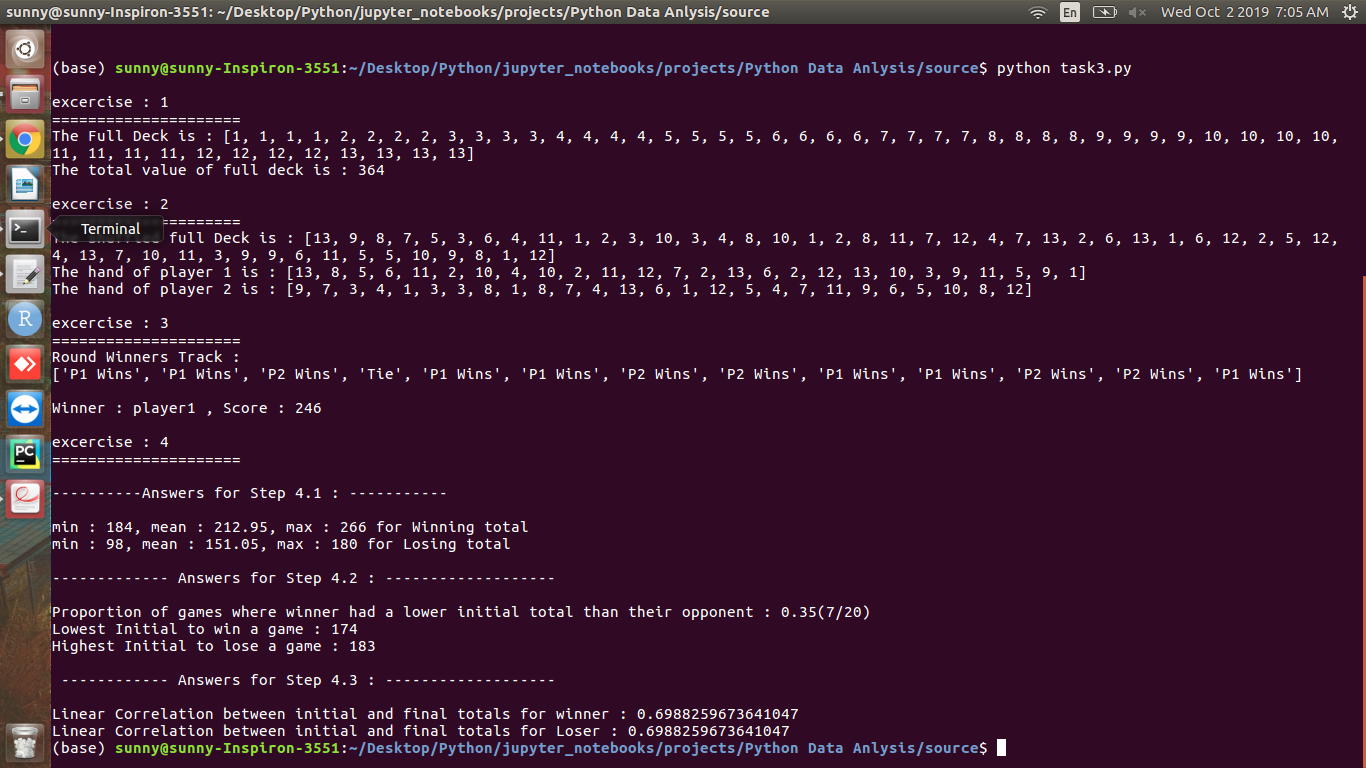 sunny@sunny-Inspiron-3551: ~/Desktop/Python/jupyter_notebooks/projects/Python Data Anlysis/source
En
Wed Oct 2 2019 7:05 AM
(base) sunny@sunny-Inspiron-3551:~/Desktop/Python/jupyter_notebooks/projects/Python Data Anlysis/source$ python task3.py
excercise : 1
=====================
The Full Deck is : [1, 1, 1, 1, 2, 2, 2, 2, 3, 3, 3, 3, 4, 4, 4, 4, 5, 5, 5, 5, 6, 6, 6, 6, 7, 7, 7, 7, 8, 8, 8, 8, 9, 9, 9, 9, 10, 10, 10, 10,
11, 11, 11, 11, 12, 12, 12, 12, 13, 13, 13, 13]
The total value of full deck is : 364
excercise : 2
=====================
Terminal
full Deck is : [13, 9, 8, 7, 5, 3, 6, 4, 11, 1, 2, 3, 10, 3, 4, 8, 10, 1, 2, 8, 11, 7, 12, 4, 7, 13, 2, 6, 13, 1, 6, 12, 2, 5, 12,
4, 13, 7, 10, 11, 3, 9, 9, 6, 11, 5, 5, 10, 9, 8, 1, 12]
The hand of player 1 is : [13, 8, 5, 6, 11, 2, 10, 4, 10, 2, 11, 12, 7, 2, 13, 6, 2, 12, 13, 10, 3, 9, 11, 5, 9, 1]
The hand of player 2 is : [9, 7, 3, 4, 1, 3, 3, 8, 1, 8, 7, 4, 13, 6, 1, 12, 5, 4, 7, 11, 9, 6, 5, 10, 8, 12]
excercise : 3
=====================
Round Winners Track :
['P1 Wins', 'P1 Wins', 'P2 Wins', 'Tie', 'P1 Wins', 'P1 Wins', 'P2 Wins', 'P2 Wins', 'P1 Wins', 'P1 Wins', 'P2 Wins', 'P2 Wins', 'P1 Wins']
Winner : player1 , Score : 246
excercise : 4
=====================
----------Answers for Step 4.1 : -----------
min : 184, mean : 212.95, max : 266 for Winning total
min : 98, mean : 151.05, max : 180 for Losing total
------------- Answers for Step 4.2 : -------------------
Proportion of games where winner had a lower initial total than their opponent : 0.35(7/20)
Lowest Initial to win a game : 174
Highest Initial to lose a game : 183
------------ Answers for Step 4.3 : -------------------
Linear Correlation between initial and final totals for winner : 0.6988259673641047
Linear Correlation between initial and final totals for Loser : 0.6988259673641047
(base) sunny@sunny-Inspiron-3551:~/Desktop/Python/jupyter_notebooks/projects/Python Data Anlysis/source$
R
PC